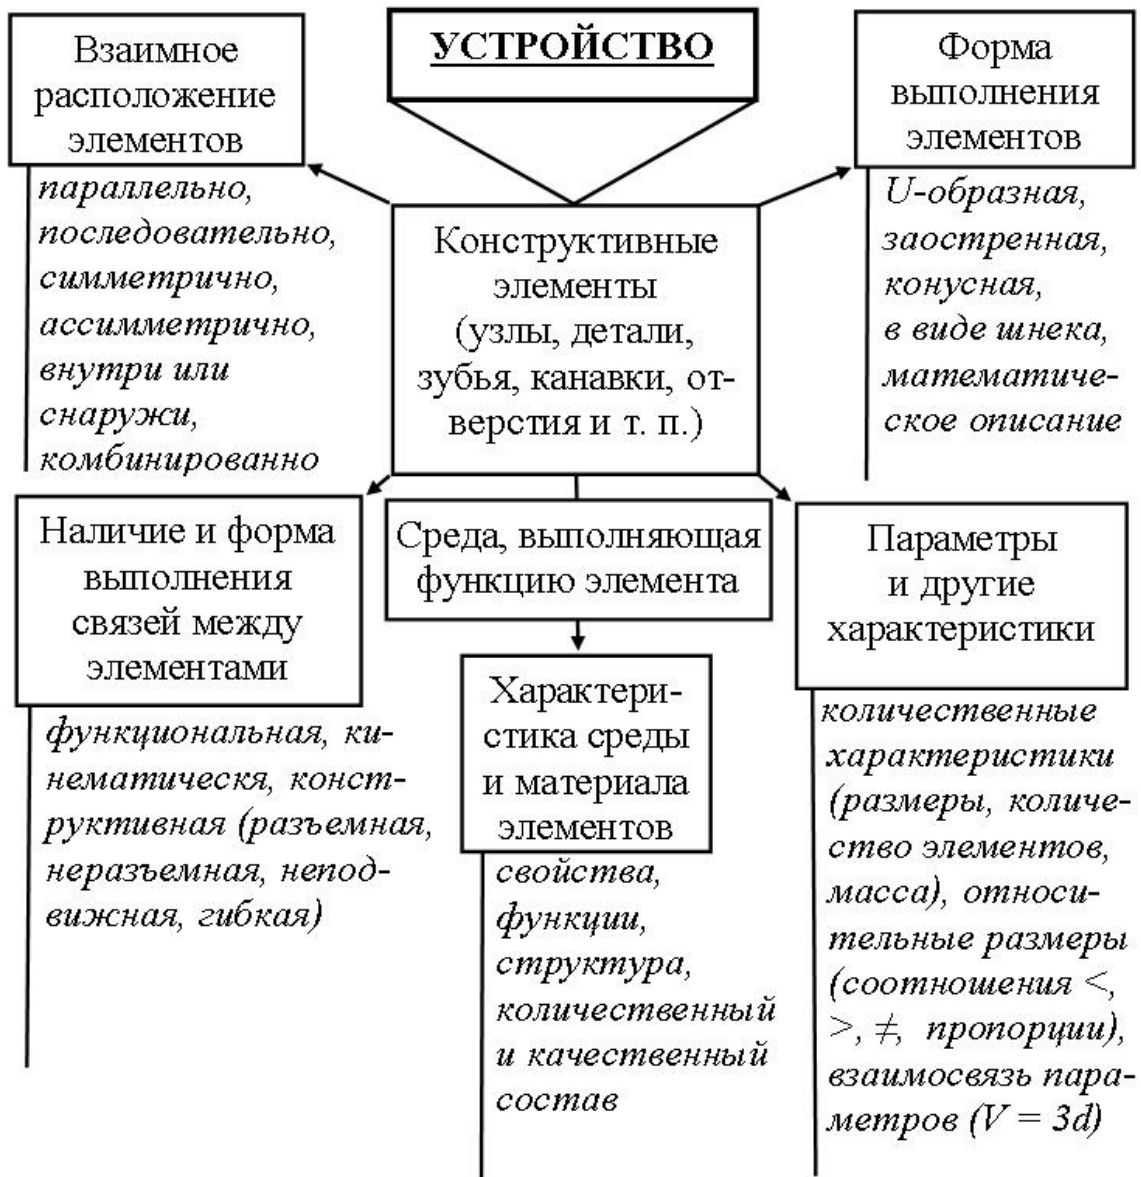 УСТРОЙСТВО
Взаимное
расположение
элементов
параллельно,
последовательно,
симметрично,
ассимметрично,
внутри или
снаружи,
комбинированно
Форма
выполнения
элементов
U-образная,
заостренная,
конусная,
в виде шнека,
математиче-
ское описание
Конструктивные
элементы
(узлы, детали,
зубья, канавки, от-
верстия и т. п.)
Наличие и форма
выполнения
связей между
элементами
функциональная, ки-
нематическя, конст-
руктивная (разъемная,
неразъемная, непод-
вижная, гибкая)
Среда, выполняющая
функцию элемента
Характери-
стика среды
и материала
элементов
свойства,
функции,
структура,
количественный
и качественный
состав
Параметры
и другие
характеристики
количественные
характеристики
(размеры, количе-
ство элементов,
масса), относи-
тельные размеры
(соотношения <,
>, ≠, пропорции),
взаимосвязь пара-
метров (V = 3d)